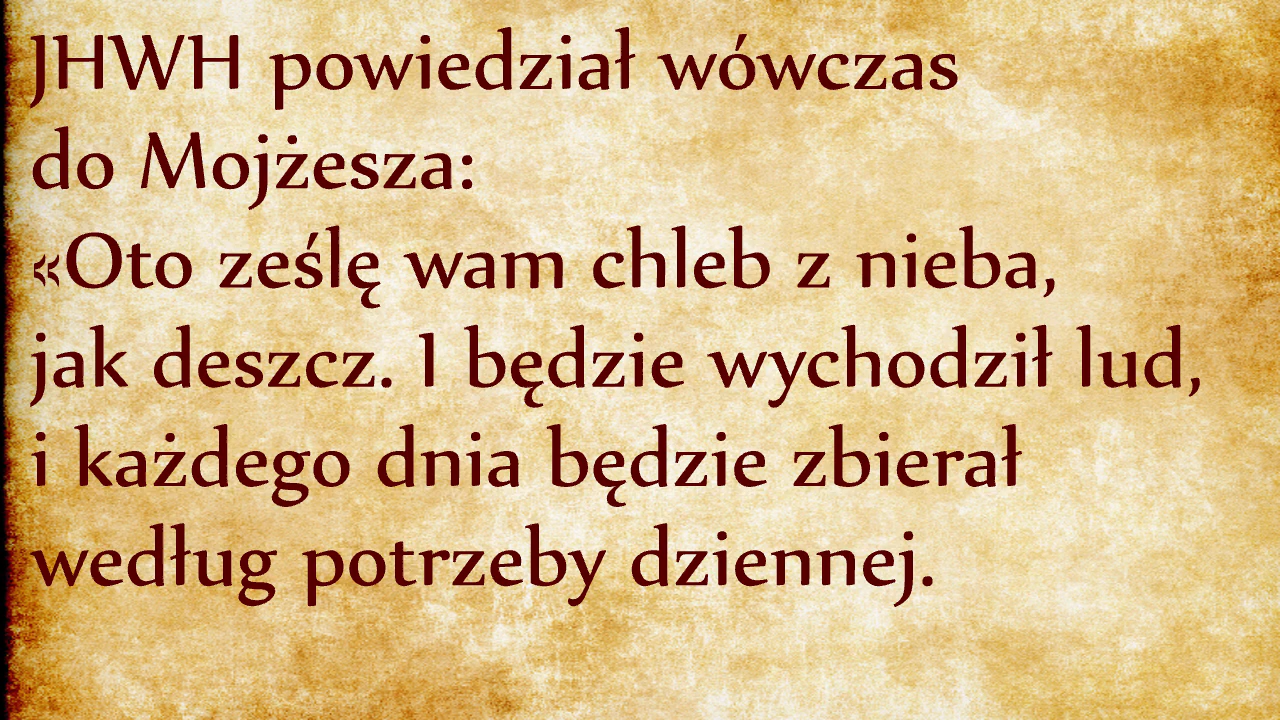 JHWH powiedział wówczas
do Mojżesza:
«Oto ześlę wam chleb z nieba,
jak deszcz. I będzie wychodził lud,
i każdego dnia będzie zbierał
według potrzeby dziennej.